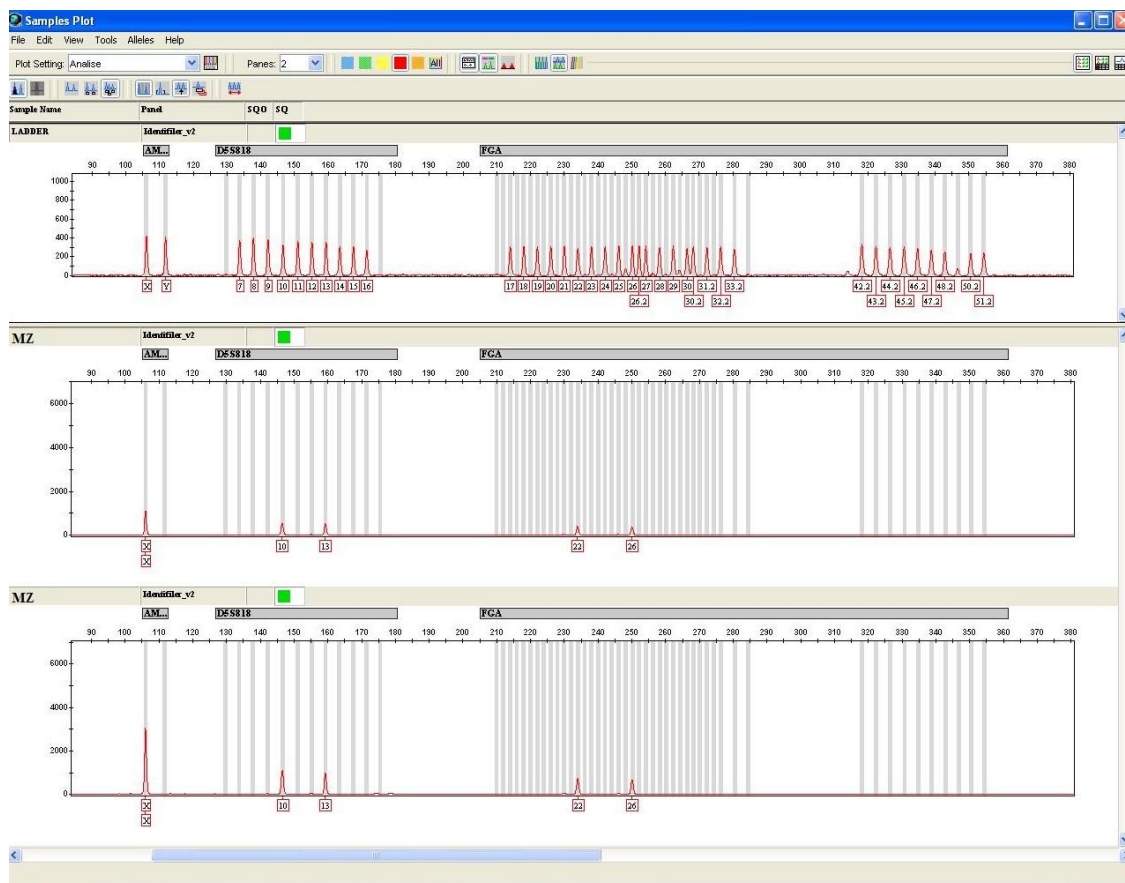 Samples Plot
File Edit View Tools Alleles Help
Plot Setting: Analise Panes: 2 All
Sample Name Panel SQO SQ
LADDER Identifiler_v2
AM... D5S818 FGA
90 100 110 120 130 140 150 160 170 180 190 200 210 220 230 240 250 260 270 280 290 300 310 320 330 340 350 360 370 380
1000
800
600
400
200
0
X Y 7 8 9 10 11 12 13 14 15 16 17 18 19 20 21 22 23 24 25 26 27 28 29 30 31.2 33.2 42.2 44.2 46.2 48.2 50.2
26.2 30.2 32.2 43.2 45.2 47.2 51.2
MZ Identifiler_v2
AM... D5S818 FGA
90 100 110 120 130 140 150 160 170 180 190 200 210 220 230 240 250 260 270 280 290 300 310 320 330 340 350 360 370 380
6000
4000
2000
0
X 10 13 22 26
X
MZ Identifiler_v2
AM... D5S818 FGA
90 100 110 120 130 140 150 160 170 180 190 200 210 220 230 240 250 260 270 280 290 300 310 320 330 340 350 360 370 380
6000
4000
2000
0
X 10 13 22 26
X